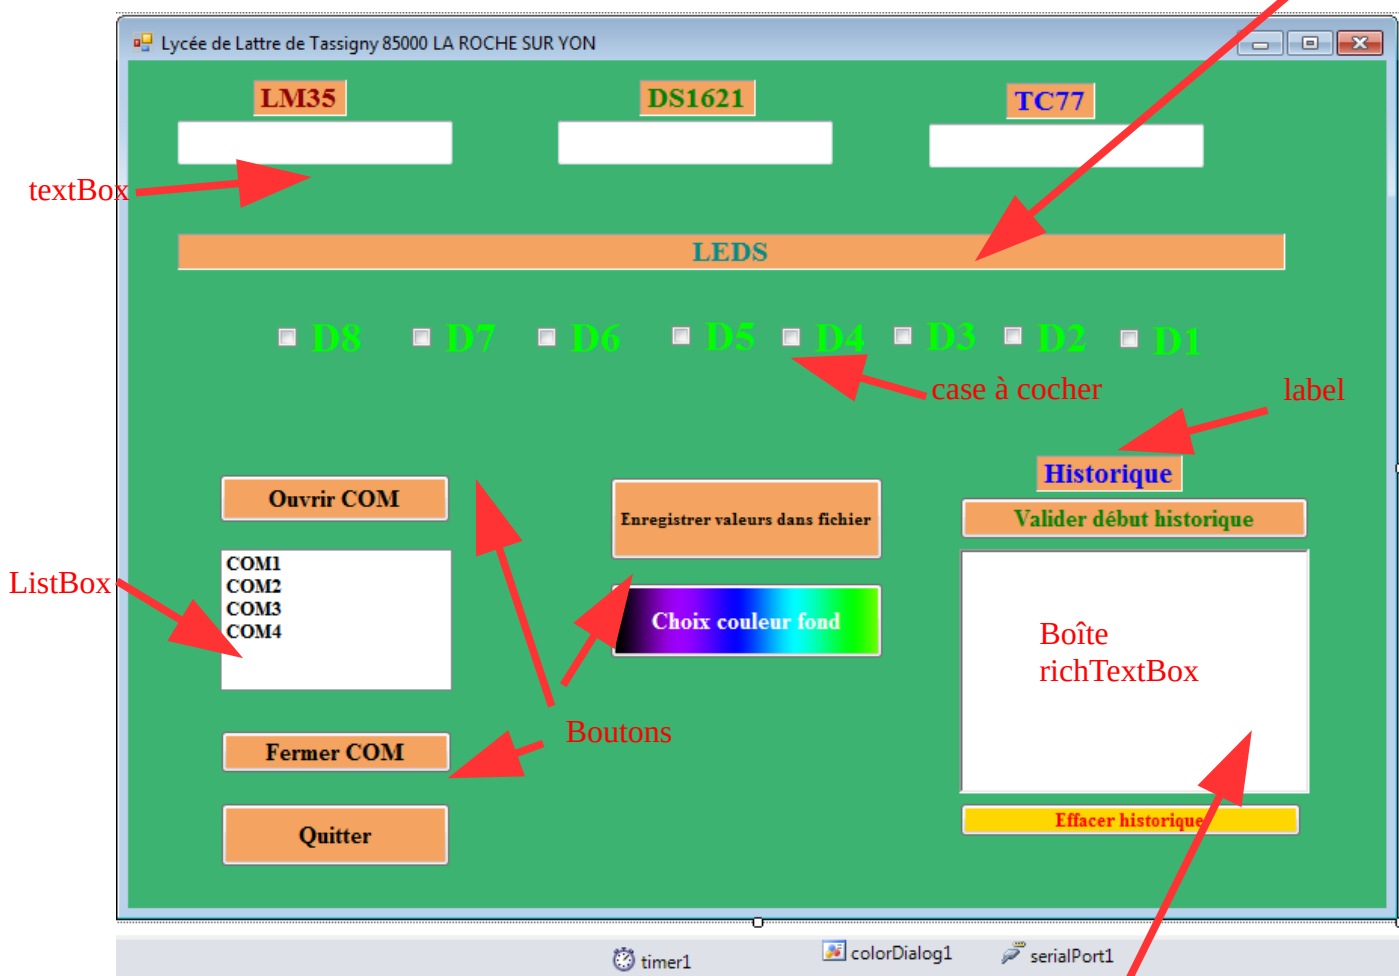 Lycée de Lattre de Tassigny 85000 LA ROCHE SUR YON
LM35
DS1621
TC77
textBox
LEDS
D8
D7
D6
D5
D4
D3
D2
D1
case à cocher
label
Historique
Ouvrir COM
Enregistrer valeurs dans fichier
Valider début historique
ListBox
COM1
COM2
COM3
COM4
Choix couleur fond
Boîte
richTextBox
Boutons
Fermer COM
Effacer historique
Quitter
timer1
colorDialog1
serialPort1